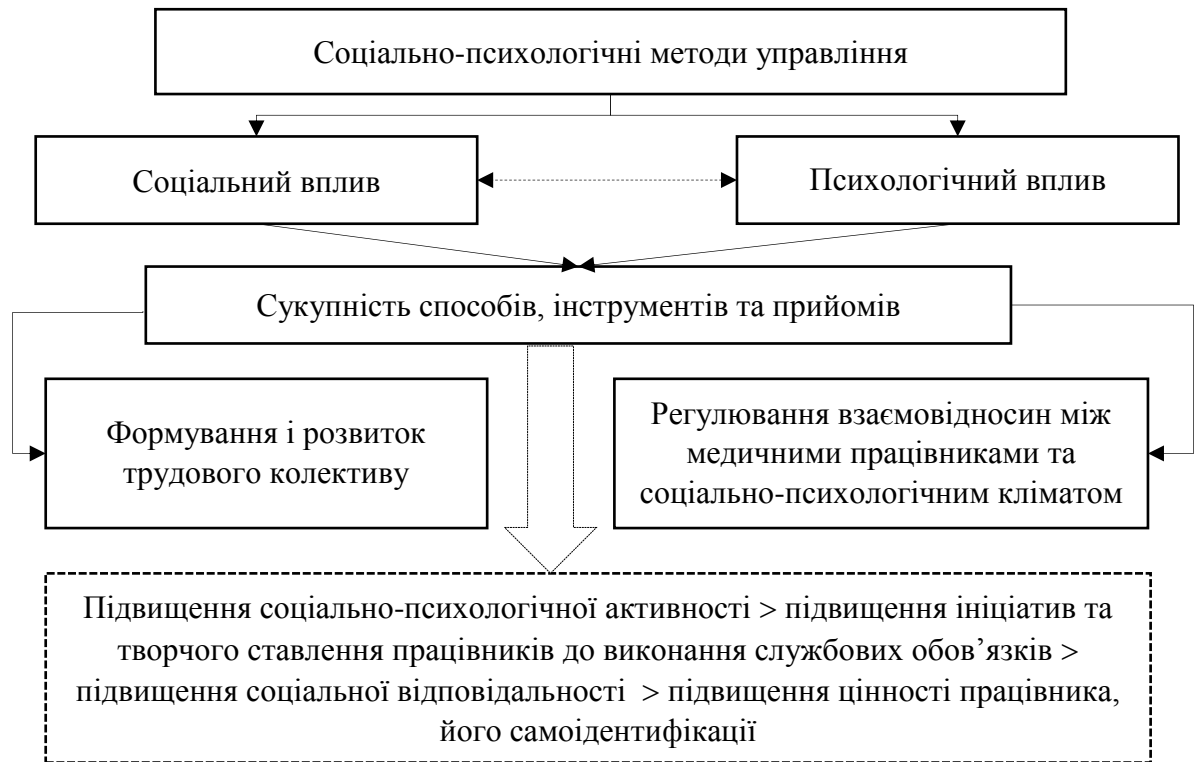 Соціально-психологічні методи управління
Соціальний вплив
Психологічний вплив
Сукупність способів, інструментів та прийомів
Формування і розвиток
трудового колективу
Регулювання взаємовідносин між
медичними працівниками та
соціально-психологічним кліматом
Підвищення соціально-психологічної активності > підвищення ініціатив та
творчого ставлення працівників до виконання службових обов’язків >
підвищення соціальної відповідальності > підвищення цінності працівника,
його самоідентифікації